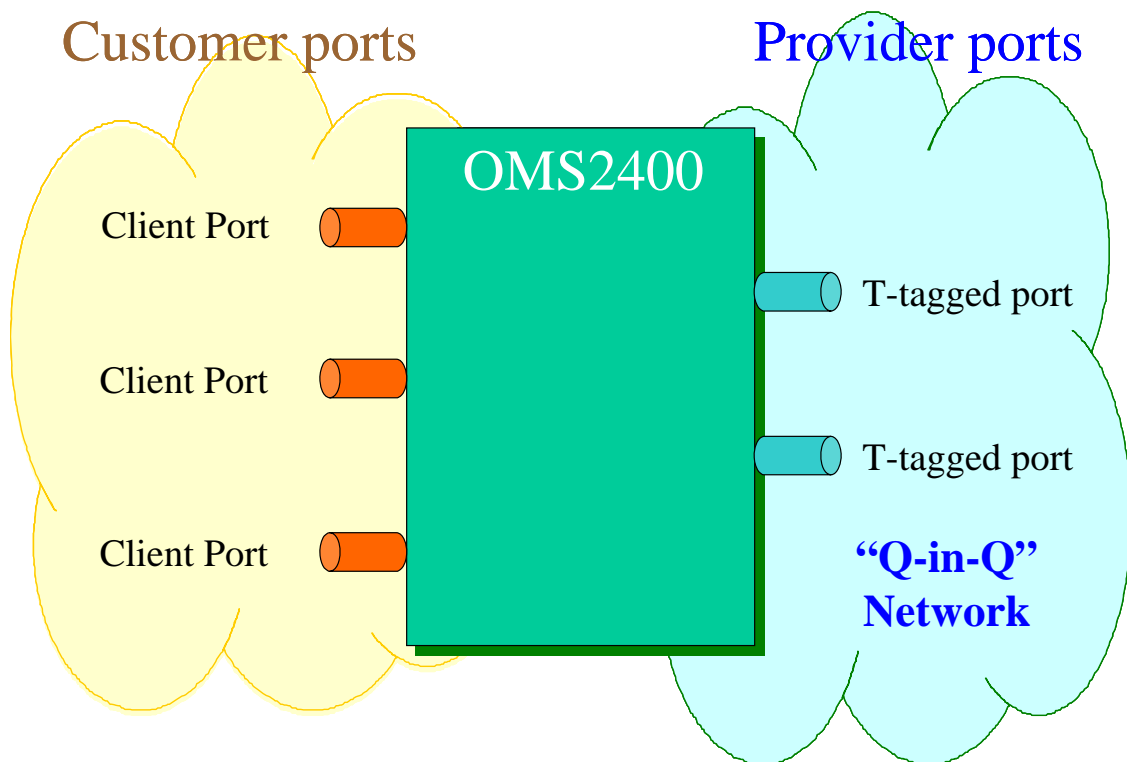 Customer ports
Provider ports
OMS2400
Client Port
T-tagged port
Client Port
T-tagged port
Client Port
“Q-in-Q”
Network